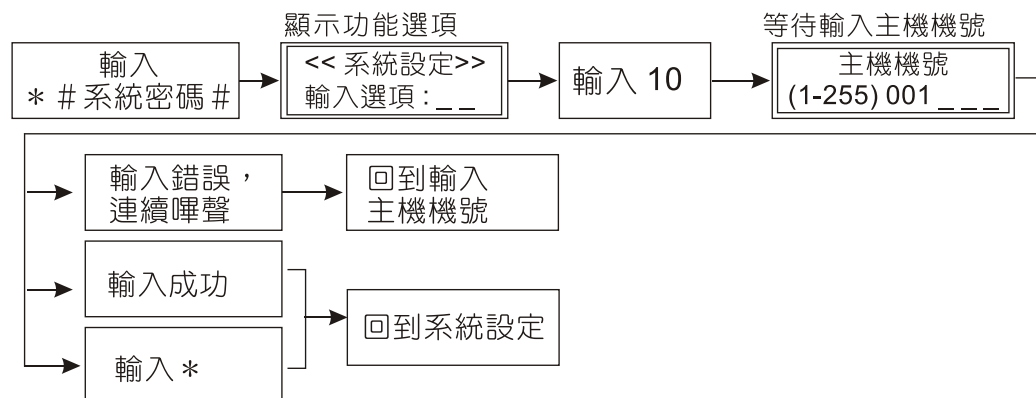 顯示功能選項
等待輸入主機機號
輸入
＊＃系統密碼＃
<< 系統設定>>
輸入選項：_ _
輸入 10
主機機號
(1-255) 001 _ _ _
輸入錯誤，
連續嗶聲
回到輸入
主機機號
輸入成功
回到系統設定
輸入＊